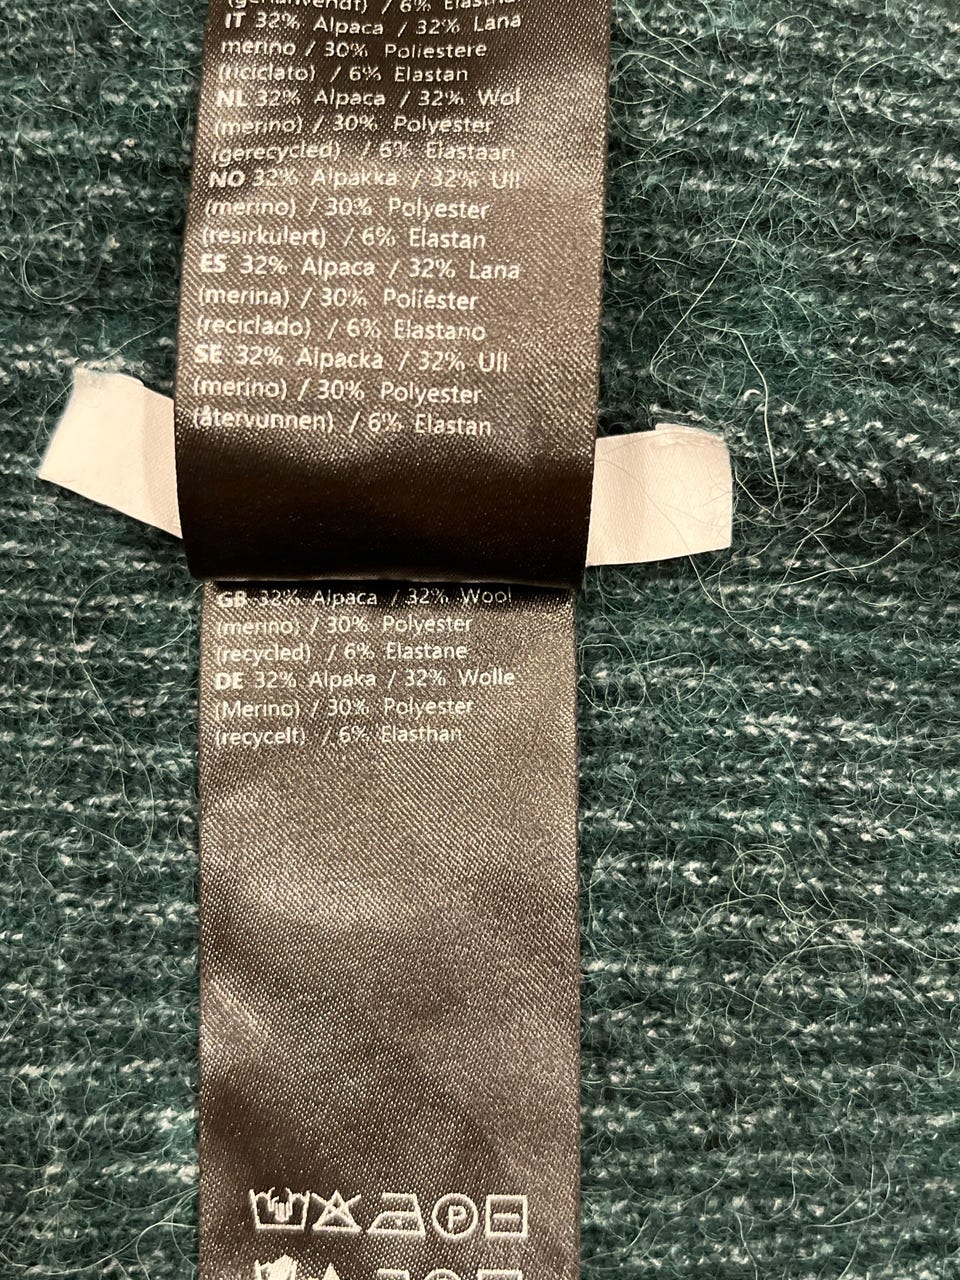 (genanvendt) / 6% Elasthan
IT 32% Alpaca / 32% Lana
merino / 30% Poliestere
(riciclato) / 6% Elastan
NL 32% Alpaca / 32% Wol
(merino) / 30% Polyester
(gerecycled) / 6% Elastaan
NO 32% Alpakka / 32% Ull
(merino) / 30% Polyester
(resirkulert) / 6% Elastan
ES 32% Alpaca / 32% Lana
(merina) / 30% Poliéster
(reciclado) / 6% Elastano
SE 32% Alpacka / 32% Ull
(merino) / 30% Polyester
(återvunnen) / 6% Elastan
GB 32% Alpaca / 32% Wool
(merino) / 30% Polyester
(recycled) / 6% Elastane
DE 32% Alpaka / 32% Wolle
(Merino) / 30% Polyester
(recycelt) / 6% Elasthan
P